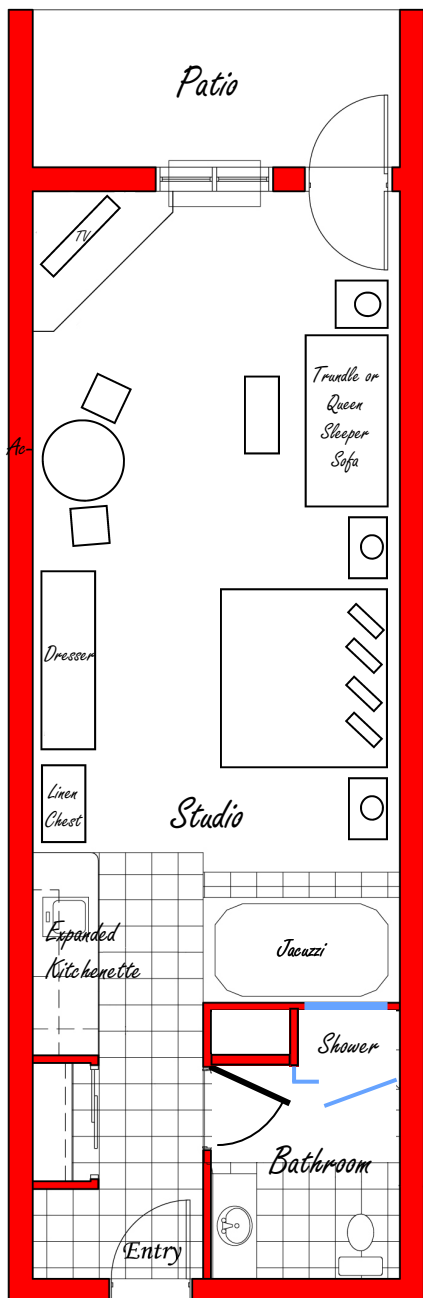 Patio
TV
Trundle or
Queen
Sleeper
Sofa
Ac
Dresser
Linen
Chest
Studio
Expanded
Kitchenette
Jacuzzi
Shower
Bathroom
Entry